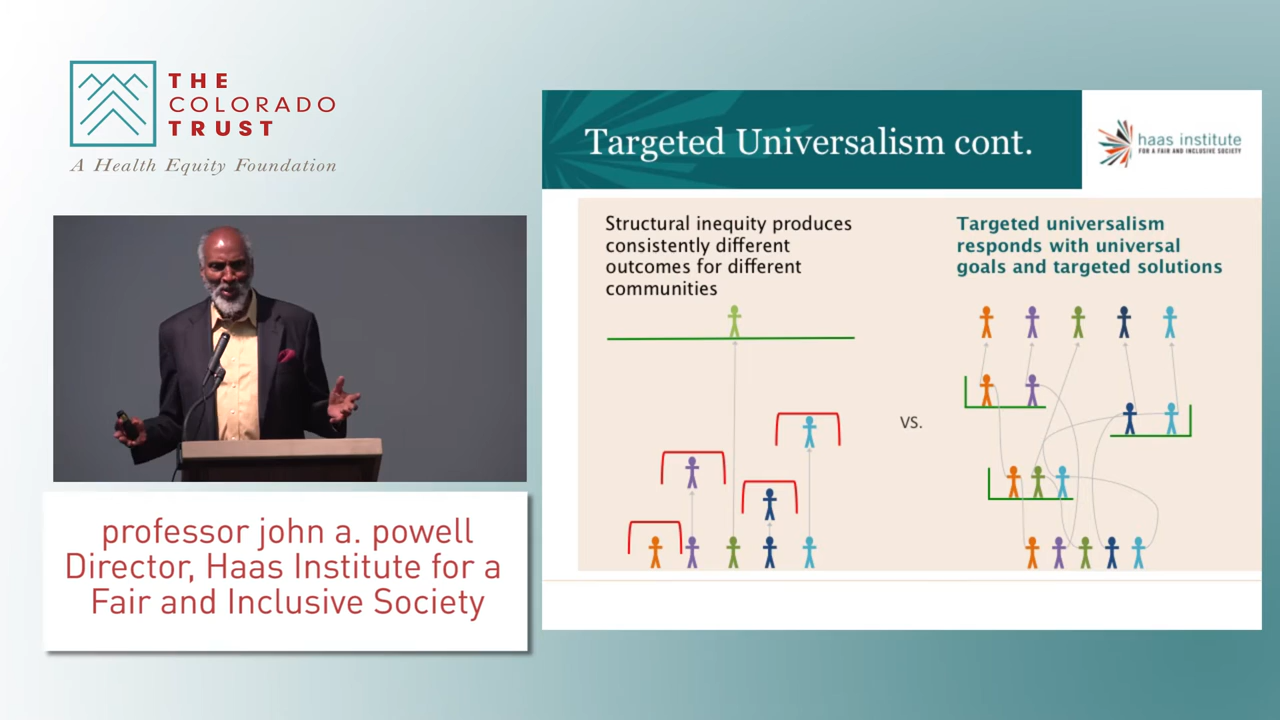 THE
COLORADO
TRUST
A Health Equity Foundation
professor john a. powell
Director, Haas Institute for a
Fair and Inclusive Society
Targeted Universalism cont.
haas institute
FOR A FAIR AND INCLUSIVE SOCIETY
Structural inequity produces
consistently different
outcomes for different
communities
VS.
Targeted universalism
responds with universal
goals and targeted solutions